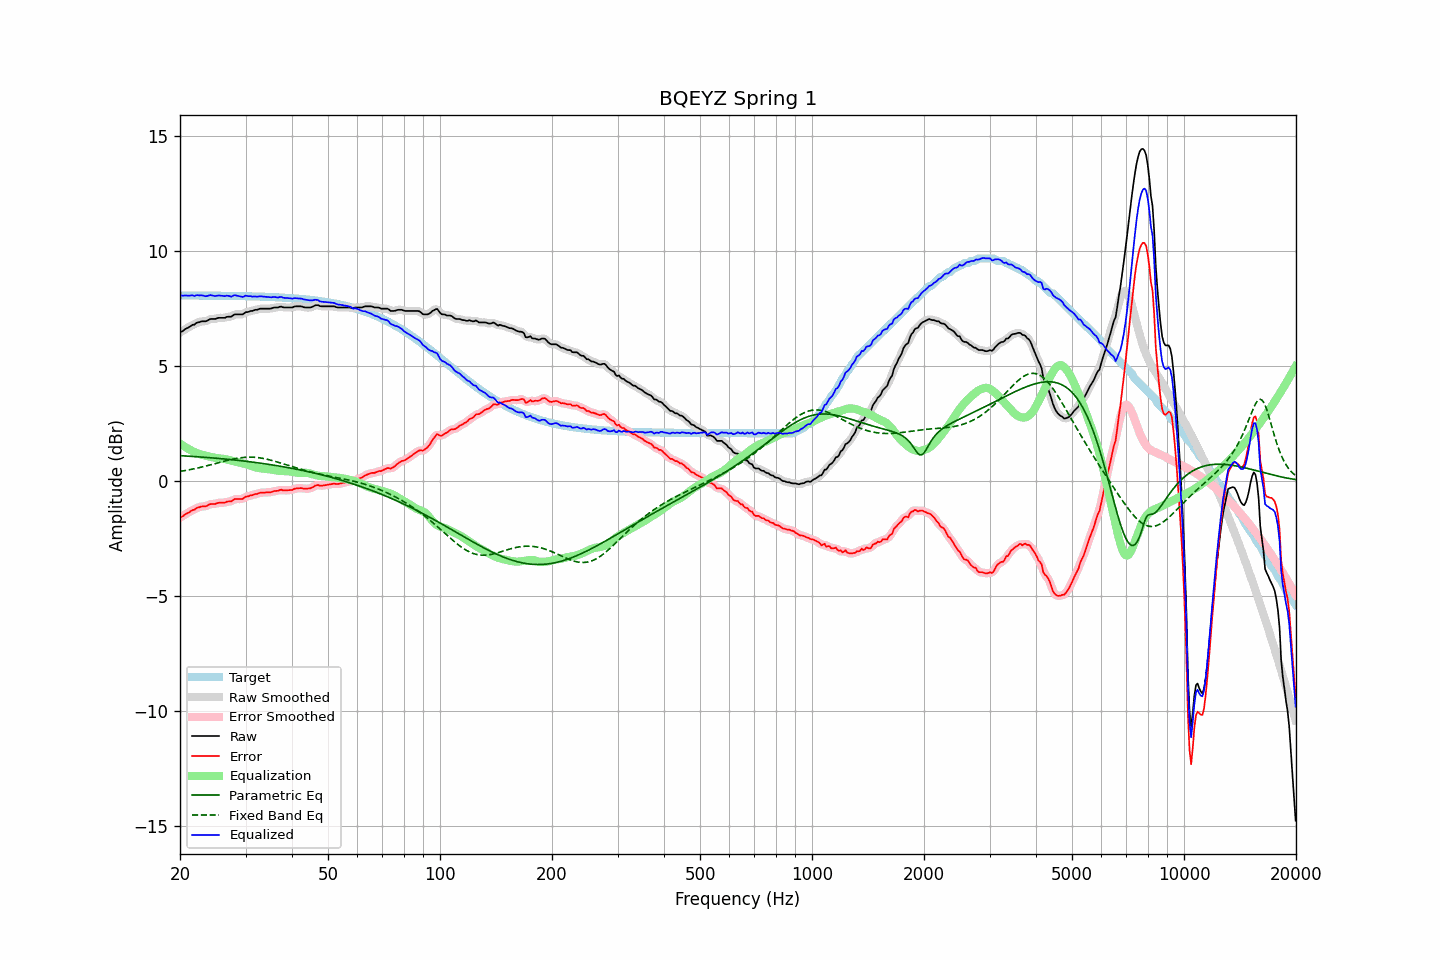 BQEYZ Spring 1
Amplitude (dBr)
15
10
5
0
−5
−10
−15
Target
Raw Smoothed
Error Smoothed
Raw
Error
Equalization
Parametric Eq
Fixed Band Eq
Equalized
20 50 100 200 500 1000 2000 5000 10000 20000
Frequency (Hz)